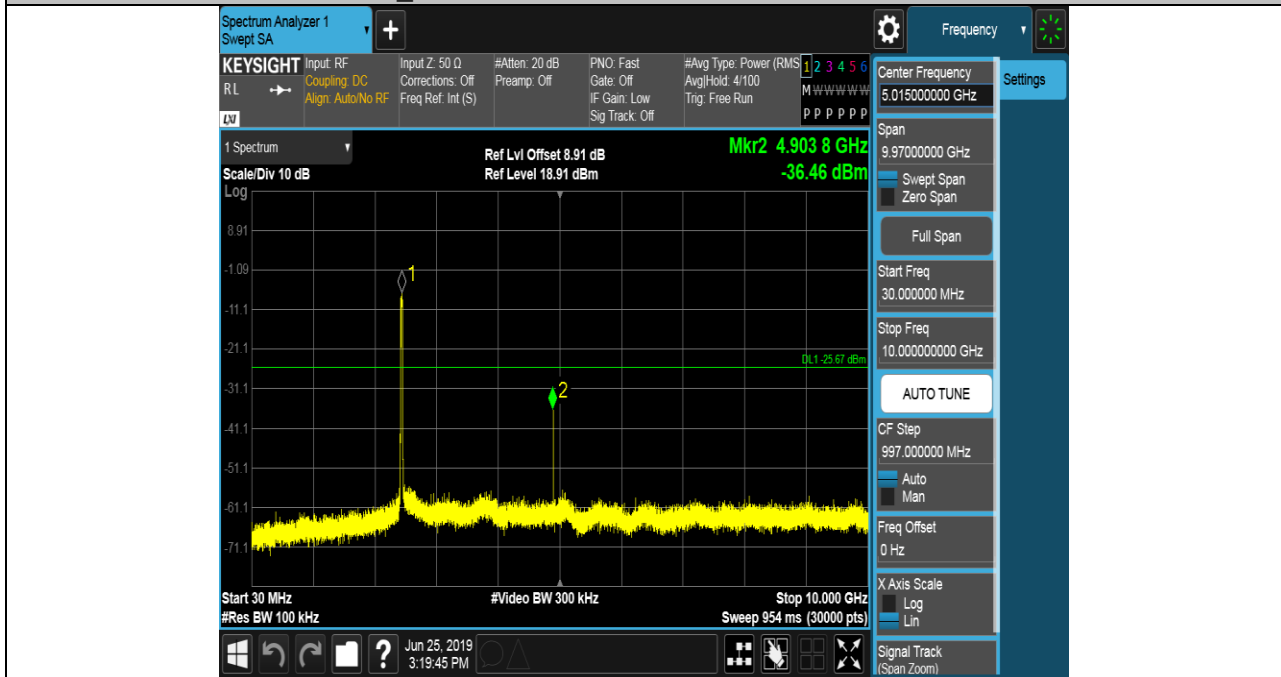 Spectrum Analyzer 1
Swept SA
+
Frequency
KEYSIGHT
RL
LXI
Input: RF
Coupling: DC
Align: Auto/No RF
Input Z: 50 Ω
Corrections: Off
Freq Ref: Int (S)
#Atten: 20 dB
Preamp: Off
PNO: Fast
Gate: Off
IF Gain: Low
Sig Track: Off
#Avg Type: Power (RMS
Avg|Hold: 4/100
Trig: Free Run
1 2 3 4 5 6
M W W W W W
P P P P P P
1 Spectrum
Scale/Div 10 dB
Log
Ref Lvl Offset 8.91 dB
Ref Level 18.91 dBm
Mkr2 4.903 8 GHz
-36.46 dBm
8.91
-1.09
-11.1
-21.1
-31.1
-41.1
-51.1
-61.1
-71.1
1
DL1 -25.67 dBm
2
Start 30 MHz
#Res BW 100 kHz
#Video BW 300 kHz
Stop 10.000 GHz
Sweep 954 ms (30000 pts)
?
Jun 25, 2019
3:19:45 PM
Center Frequency
5.015000000 GHz
Span
9.97000000 GHz
Swept Span
Zero Span
Full Span
Start Freq
30.000000 MHz
Stop Freq
10.000000000 GHz
AUTO TUNE
CF Step
997.000000 MHz
Auto
Man
Freq Offset
0 Hz
X Axis Scale
Log
Lin
Signal Track
(Span Zoom)
Settings